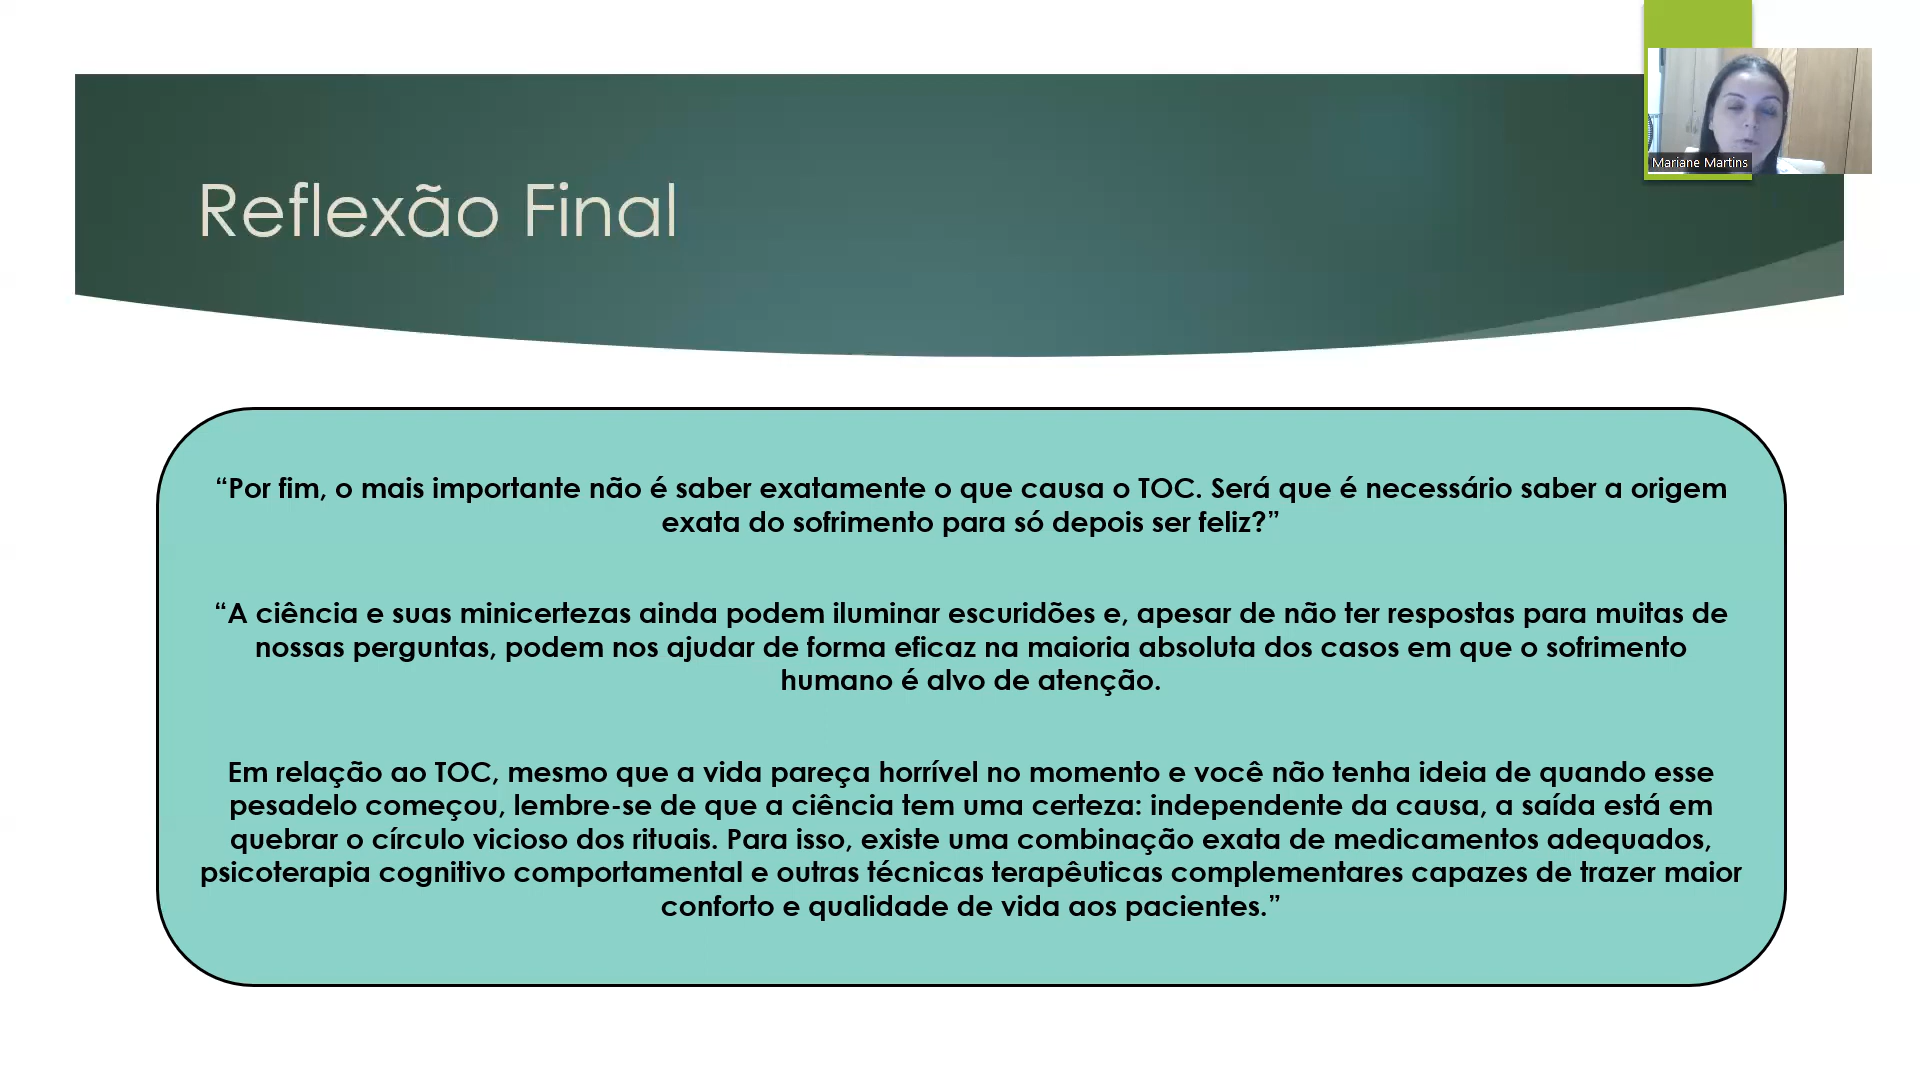 Mariane Martins
Reflexão Final
“Por fim, o mais importante não é saber exatamente o que causa o TOC. Será que é necessário saber a origem
exata do sofrimento para só depois ser feliz?”
“A ciência e suas minicertezas ainda podem iluminar escuridões e, apesar de não ter respostas para muitas de
nossas perguntas, podem nos ajudar de forma eficaz na maioria absoluta dos casos em que o sofrimento
humano é alvo de atenção.
Em relação ao TOC, mesmo que a vida pareça horrível no momento e você não tenha ideia de quando esse
pesadelo começou, lembre-se de que a ciência tem uma certeza: independente da causa, a saída está em
quebrar o círculo vicioso dos rituais. Para isso, existe uma combinação exata de medicamentos adequados,
psicoterapia cognitivo comportamental e outras técnicas terapêuticas complementares capazes de trazer maior
conforto e qualidade de vida aos pacientes.”